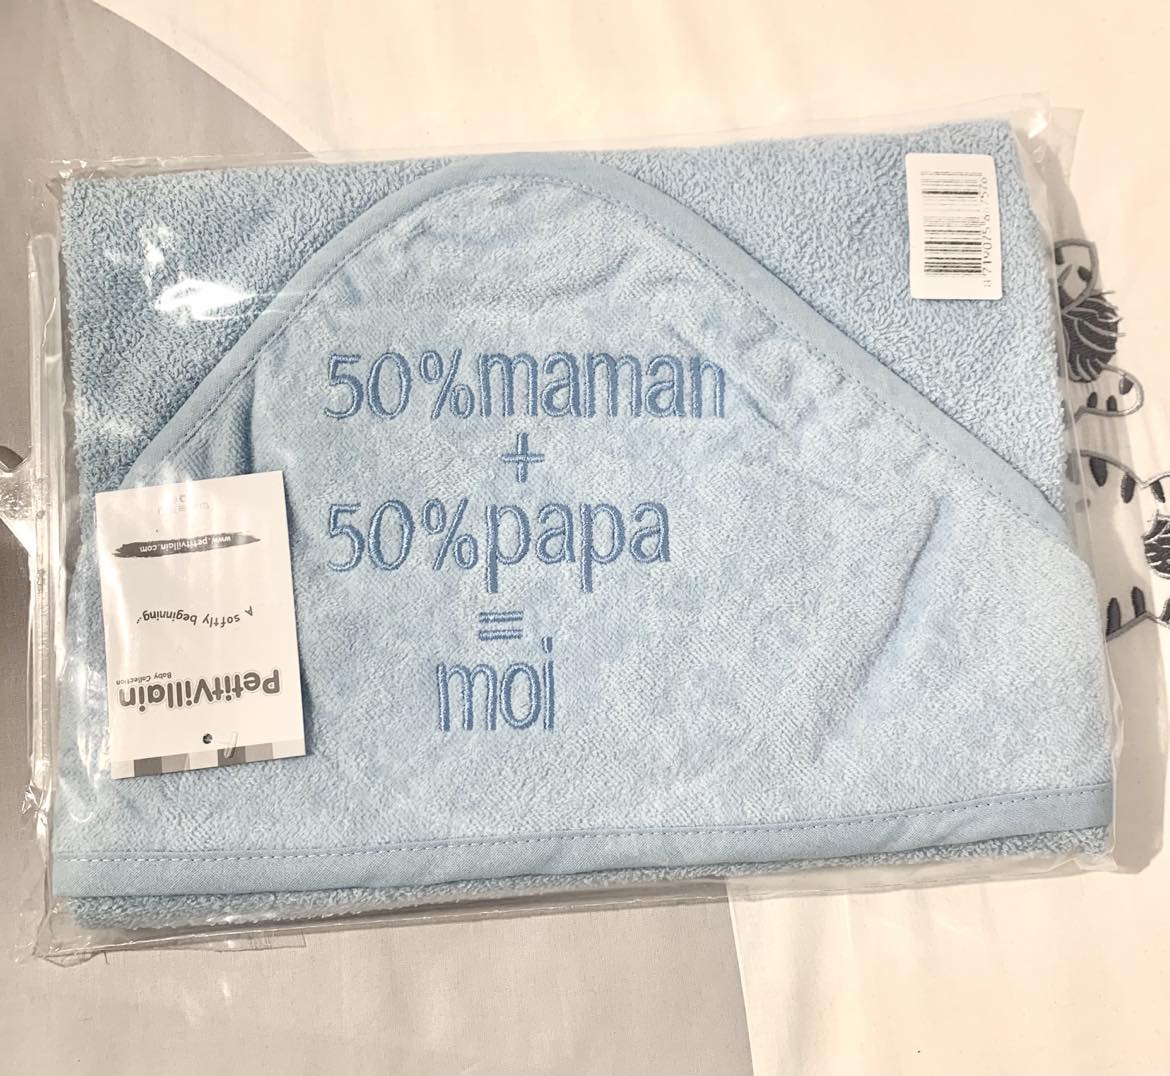 50%maman
+
50%papa
=
moi
PetitVillain
Baby Collection
A softly beginning..
www.petitvillain.com